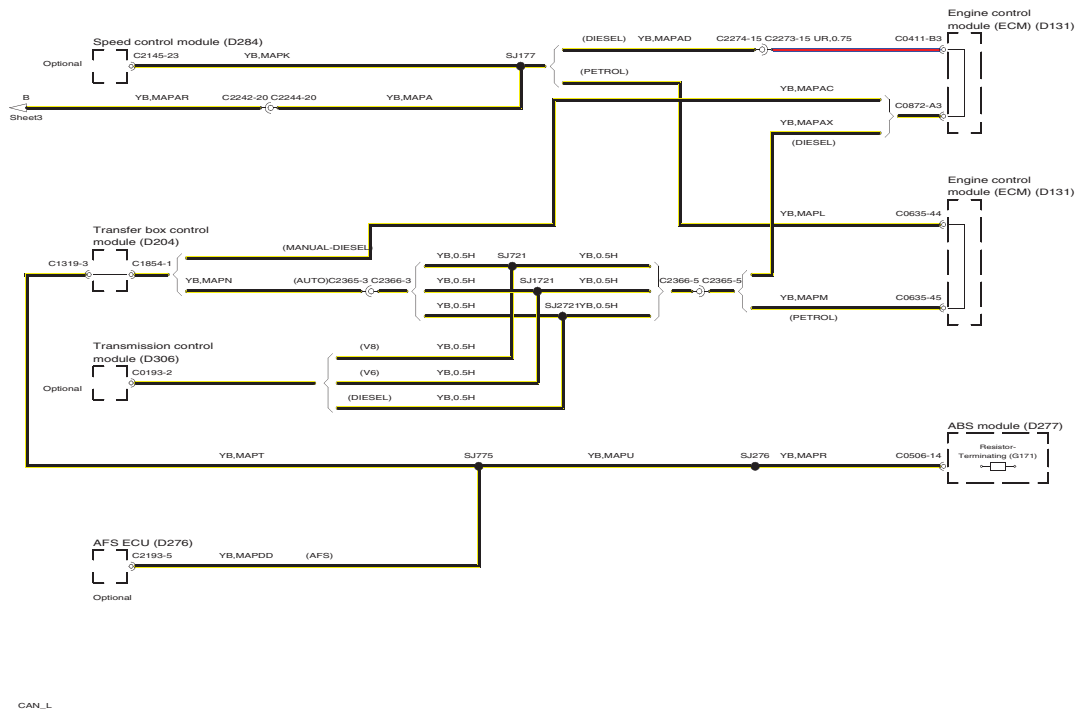 Engine control
module (ECM) (D131)
Speed control module (D284)
Optional
C2145-23
YB,MAPK
SJ177
(DIESEL)
YB,MAPAD
C2274-15
C2273-15
UR,0.75
C0411-B3
(PETROL)
B
YB,MAPAR
C2242-20
C2244-20
YB,MAPA
Sheet3
YB,MAPAC
C0872-A3
YB,MAPAX
(DIESEL)
Engine control
module (ECM) (D131)
YB,MAPL
C0635-44
Transfer box control
module (D204)
(MANUAL-DIESEL)
C1319-3
C1854-1
YB,MAPN
(AUTO)
C2365-3
C2366-3
YB,0.5H
SJ721
YB,0.5H
YB,0.5H
SJ1721
YB,0.5H
YB,0.5H
SJ2721
YB,0.5H
C2366-5
C2365-5
YB,MAPM
C0635-45
(PETROL)
Transmission control
module (D306)
Optional
C0193-2
(V8)
YB,0.5H
(V6)
YB,0.5H
(DIESEL)
YB,0.5H
YB,MAPT
SJ775
YB,MAPU
SJ276
YB,MAPR
C0506-14
ABS module (D277)
Resistor-
Terminating (G171)
AFS ECU (D276)
C2193-5
YB,MAPDD
(AFS)
Optional
CAN_L